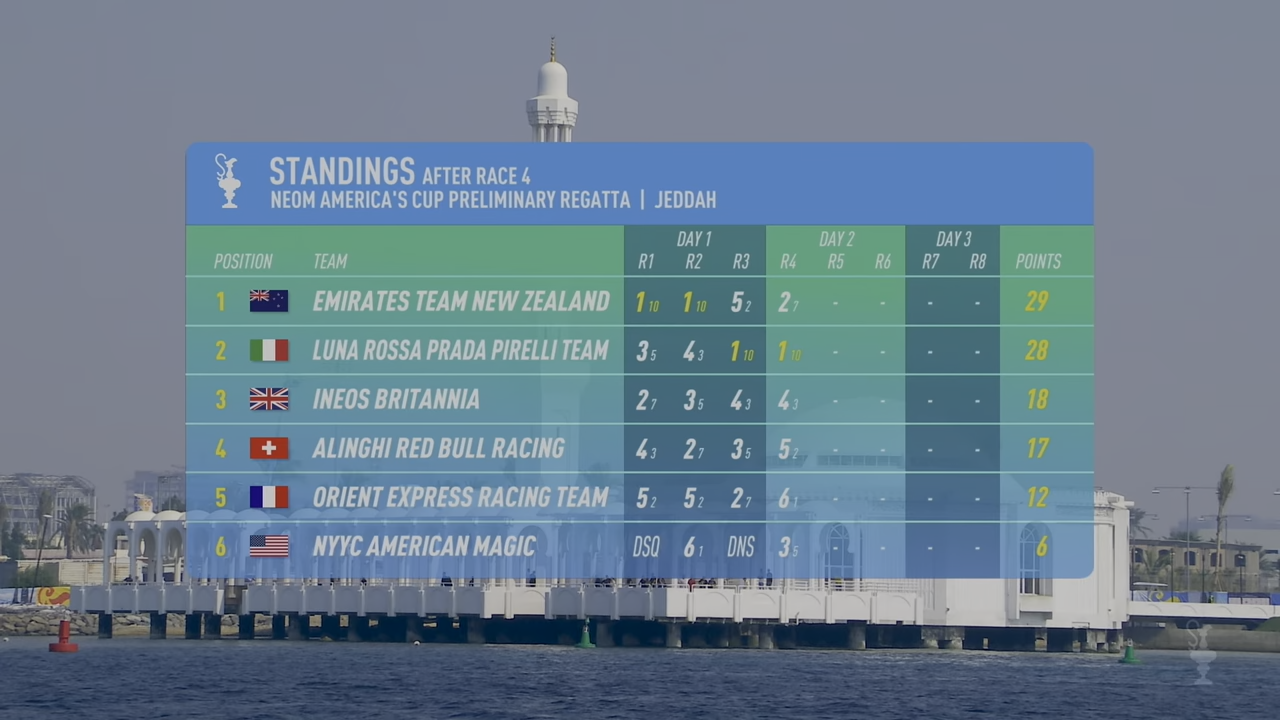 STANDINGS AFTER RACE 4
NEOM AMERICA'S CUP PRELIMINARY REGATTA | JEDDAH
DAY 1 DAY 2 DAY 3
POSITION TEAM R1 R2 R3 R4 R5 R6 R7 R8 POINTS
1 EMIRATES TEAM NEW ZEALAND 1 10 1 10 5 2 2 7 - - - - 29
2 LUNA ROSSA PRADA PIRELLI TEAM 3 5 4 3 1 10 1 10 - - - - 28
3 INEOS BRITANNIA 2 7 3 5 4 3 4 3 - - - - 18
4 ALINGHI RED BULL RACING 4 3 2 7 3 5 5 2 - - - - 17
5 ORIENT EXPRESS RACING TEAM 5 2 5 2 2 7 6 1 - - - - 12
6 NYYC AMERICAN MAGIC DSQ 6 1 DNS 3 5 - - - - 6